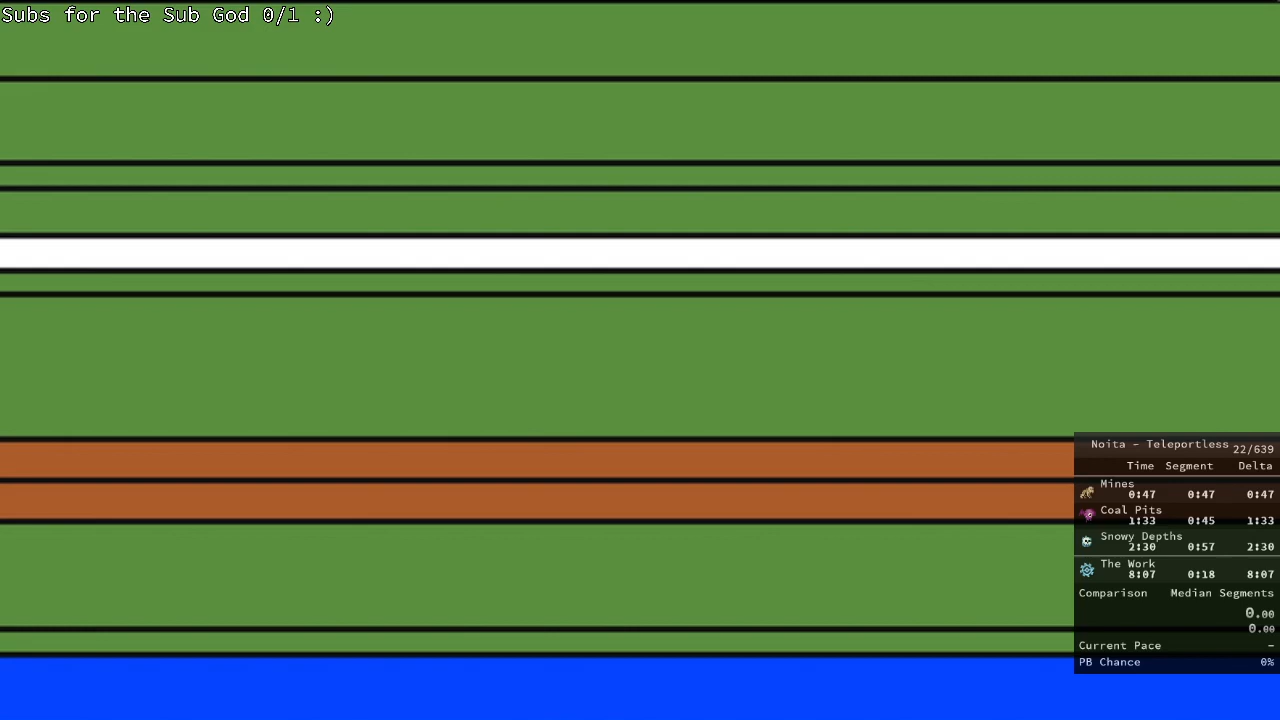 Subs for the Sub God 0/1 :)
Noita - Teleportless 22/639
Time Segment Delta
Mines
0:47 0:47 0:47
Coal Pits
1:33 0:45 1:33
Snowy Depths
2:30 0:57 2:30
The Work
8:07 0:18 8:07
Comparison Median Segments
0.00
0.00
Current Pace -
PB Chance 0%